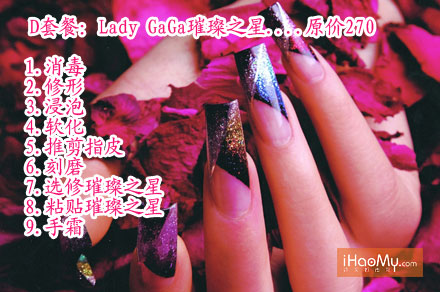 D套餐: Lady GaGa璀璨之星....原价270
1.消毒
2.修形
3.浸泡
4.软化
5.推剪指皮
6.刻磨
7.选修璀璨之星
8.粘贴璀璨之星
9.手霜
iHaoMy.com